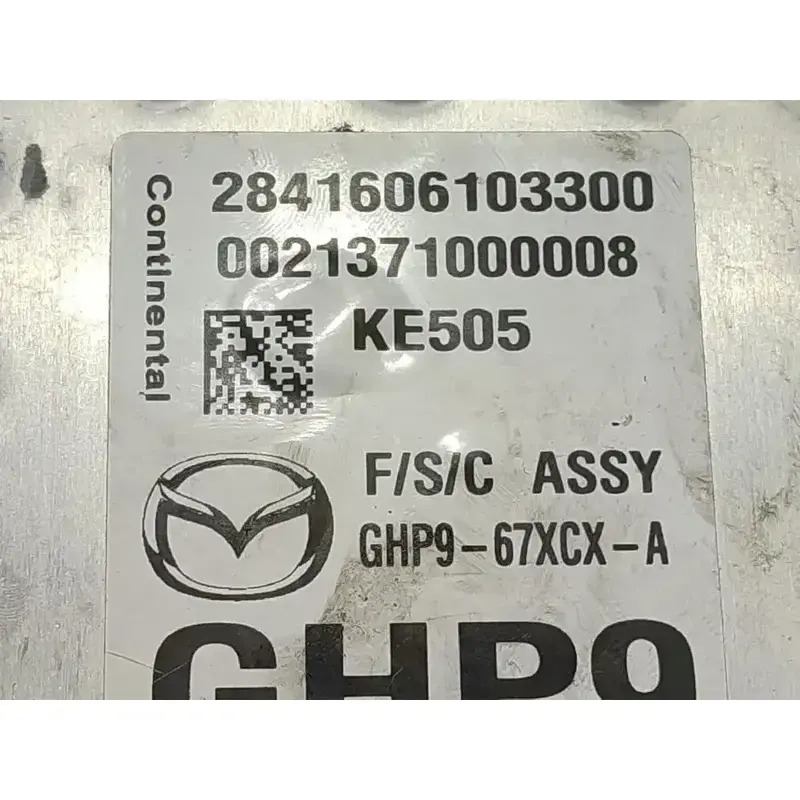 Continental
2841606103300
0021371000008
KE505
F/S/C ASSY
GHP9-67XCX-A
GHP9